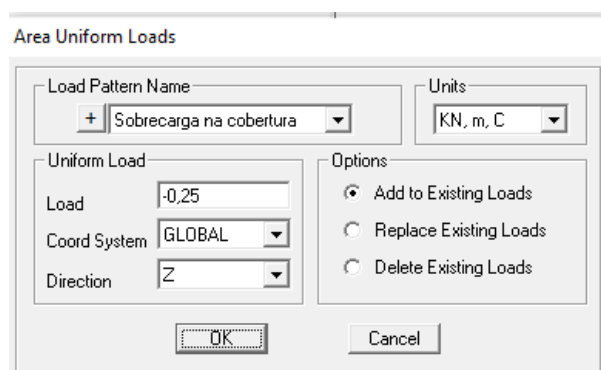 Area Uniform Loads
Load Pattern Name
+ Sobrecarga na cobertura
Units
KN, m, C
Uniform Load
Load -0,25
Coord System GLOBAL
Direction Z
Options
Add to Existing Loads
Replace Existing Loads
Delete Existing Loads
OK Cancel